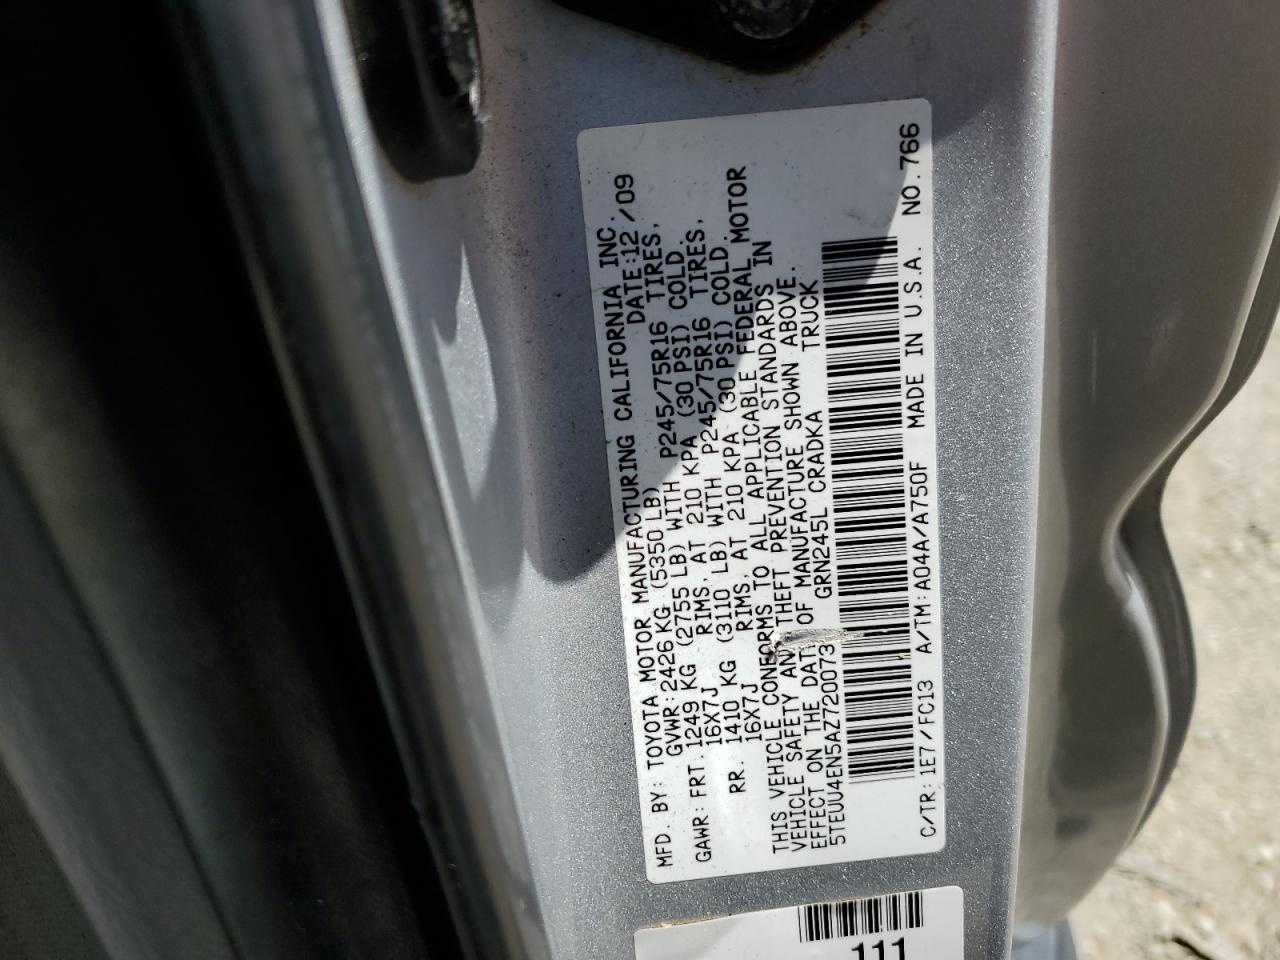 MFD. BY: TOYOTA MOTOR MANUFACTURING CALIFORNIA INC.
GVWR: 2426 KG (5350 LB) DATE: 12/09
GAWR: FRT. 1249 KG (2755 LB) WITH P245/75R16 TIRES,
16X7J RIMS, AT 210 KPA (30 PSI) COLD.
RR. 1410 KG (3110 LB) WITH P245/75R16 TIRES,
16X7J RIMS, AT 210 KPA (30 PSI) COLD.
THIS VEHICLE CONFORMS TO ALL APPLICABLE FEDERAL MOTOR
VEHICLE SAFETY AND THEFT PREVENTION STANDARDS IN
EFFECT ON THE DATE OF MANUFACTURE SHOWN ABOVE.
5TEUU4EN5AZ720073 GRN245L CRADKA TRUCK
C/TR: 1E7/FC13 A/TM: A04A/A750F MADE IN U.S.A. NO. 766
111